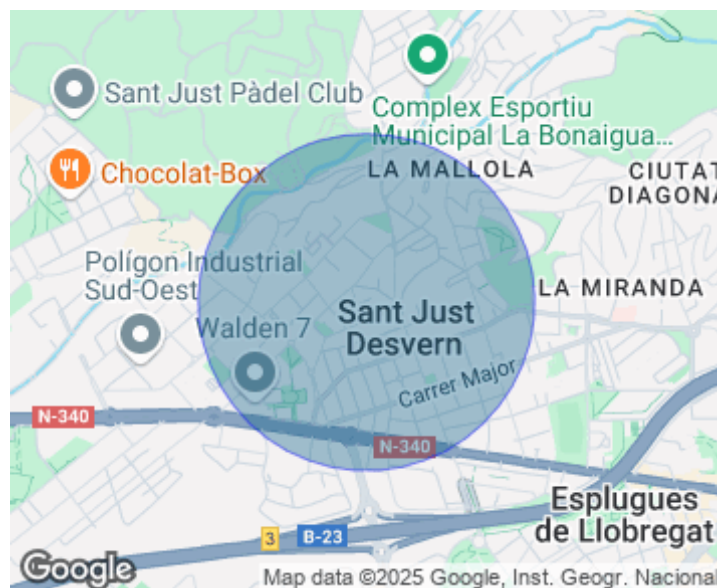 Sant Just Pàdel Club
Complex Esportiu
Municipal La Bonaigua...
Chocolat-Box
LA MALLOLA
CIUTAT
DIAGONA
Polígon Industrial
Sud-Oest
LA MIRANDA
Walden 7
Sant Just
Desvern
Carrer Major
N-340
N-340
Esplugues
de Llobregat
3
B-23
Google
Map data ©2025 Google, Inst. Geogr. Nacional